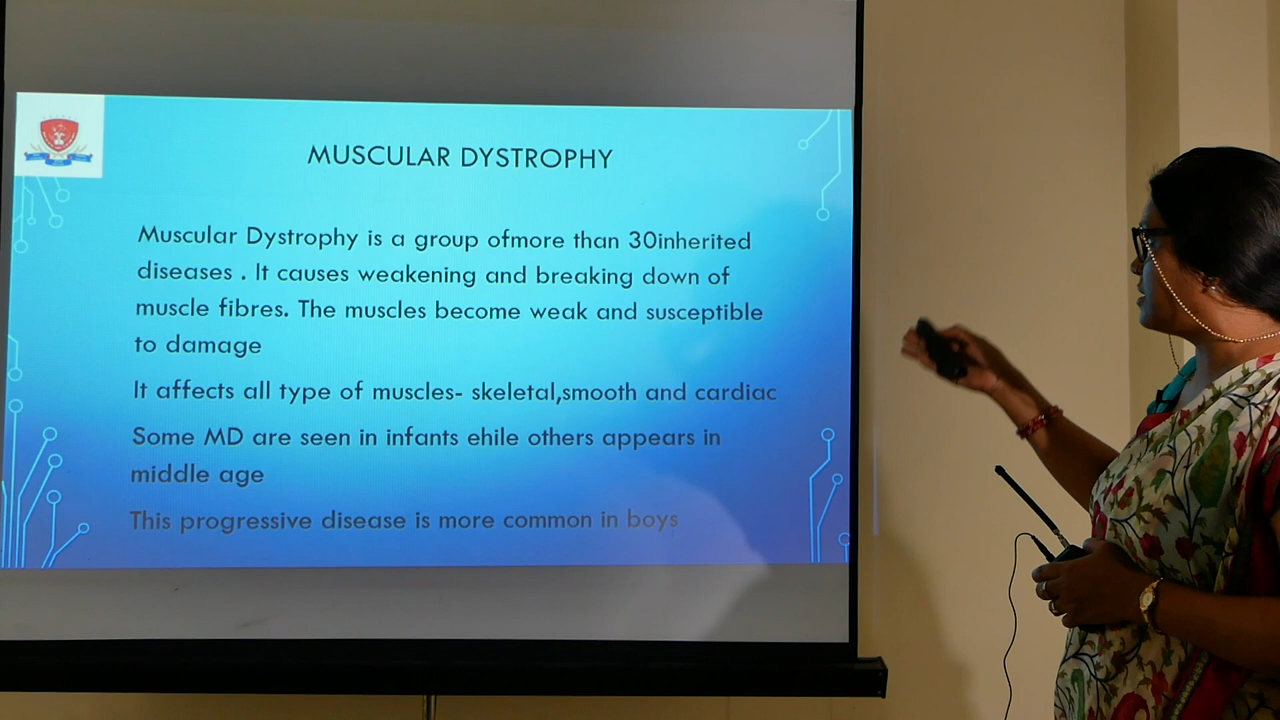 MUSCULAR DYSTROPHY
Muscular Dystrophy is a group ofmore than 30inherited
diseases . It causes weakening and breaking down of
muscle fibres. The muscles become weak and susceptible
to damage
It affects all type of muscles- skeletal,smooth and cardiac
Some MD are seen in infants ehile others appears in
middle age
This progressive disease is more common in boys